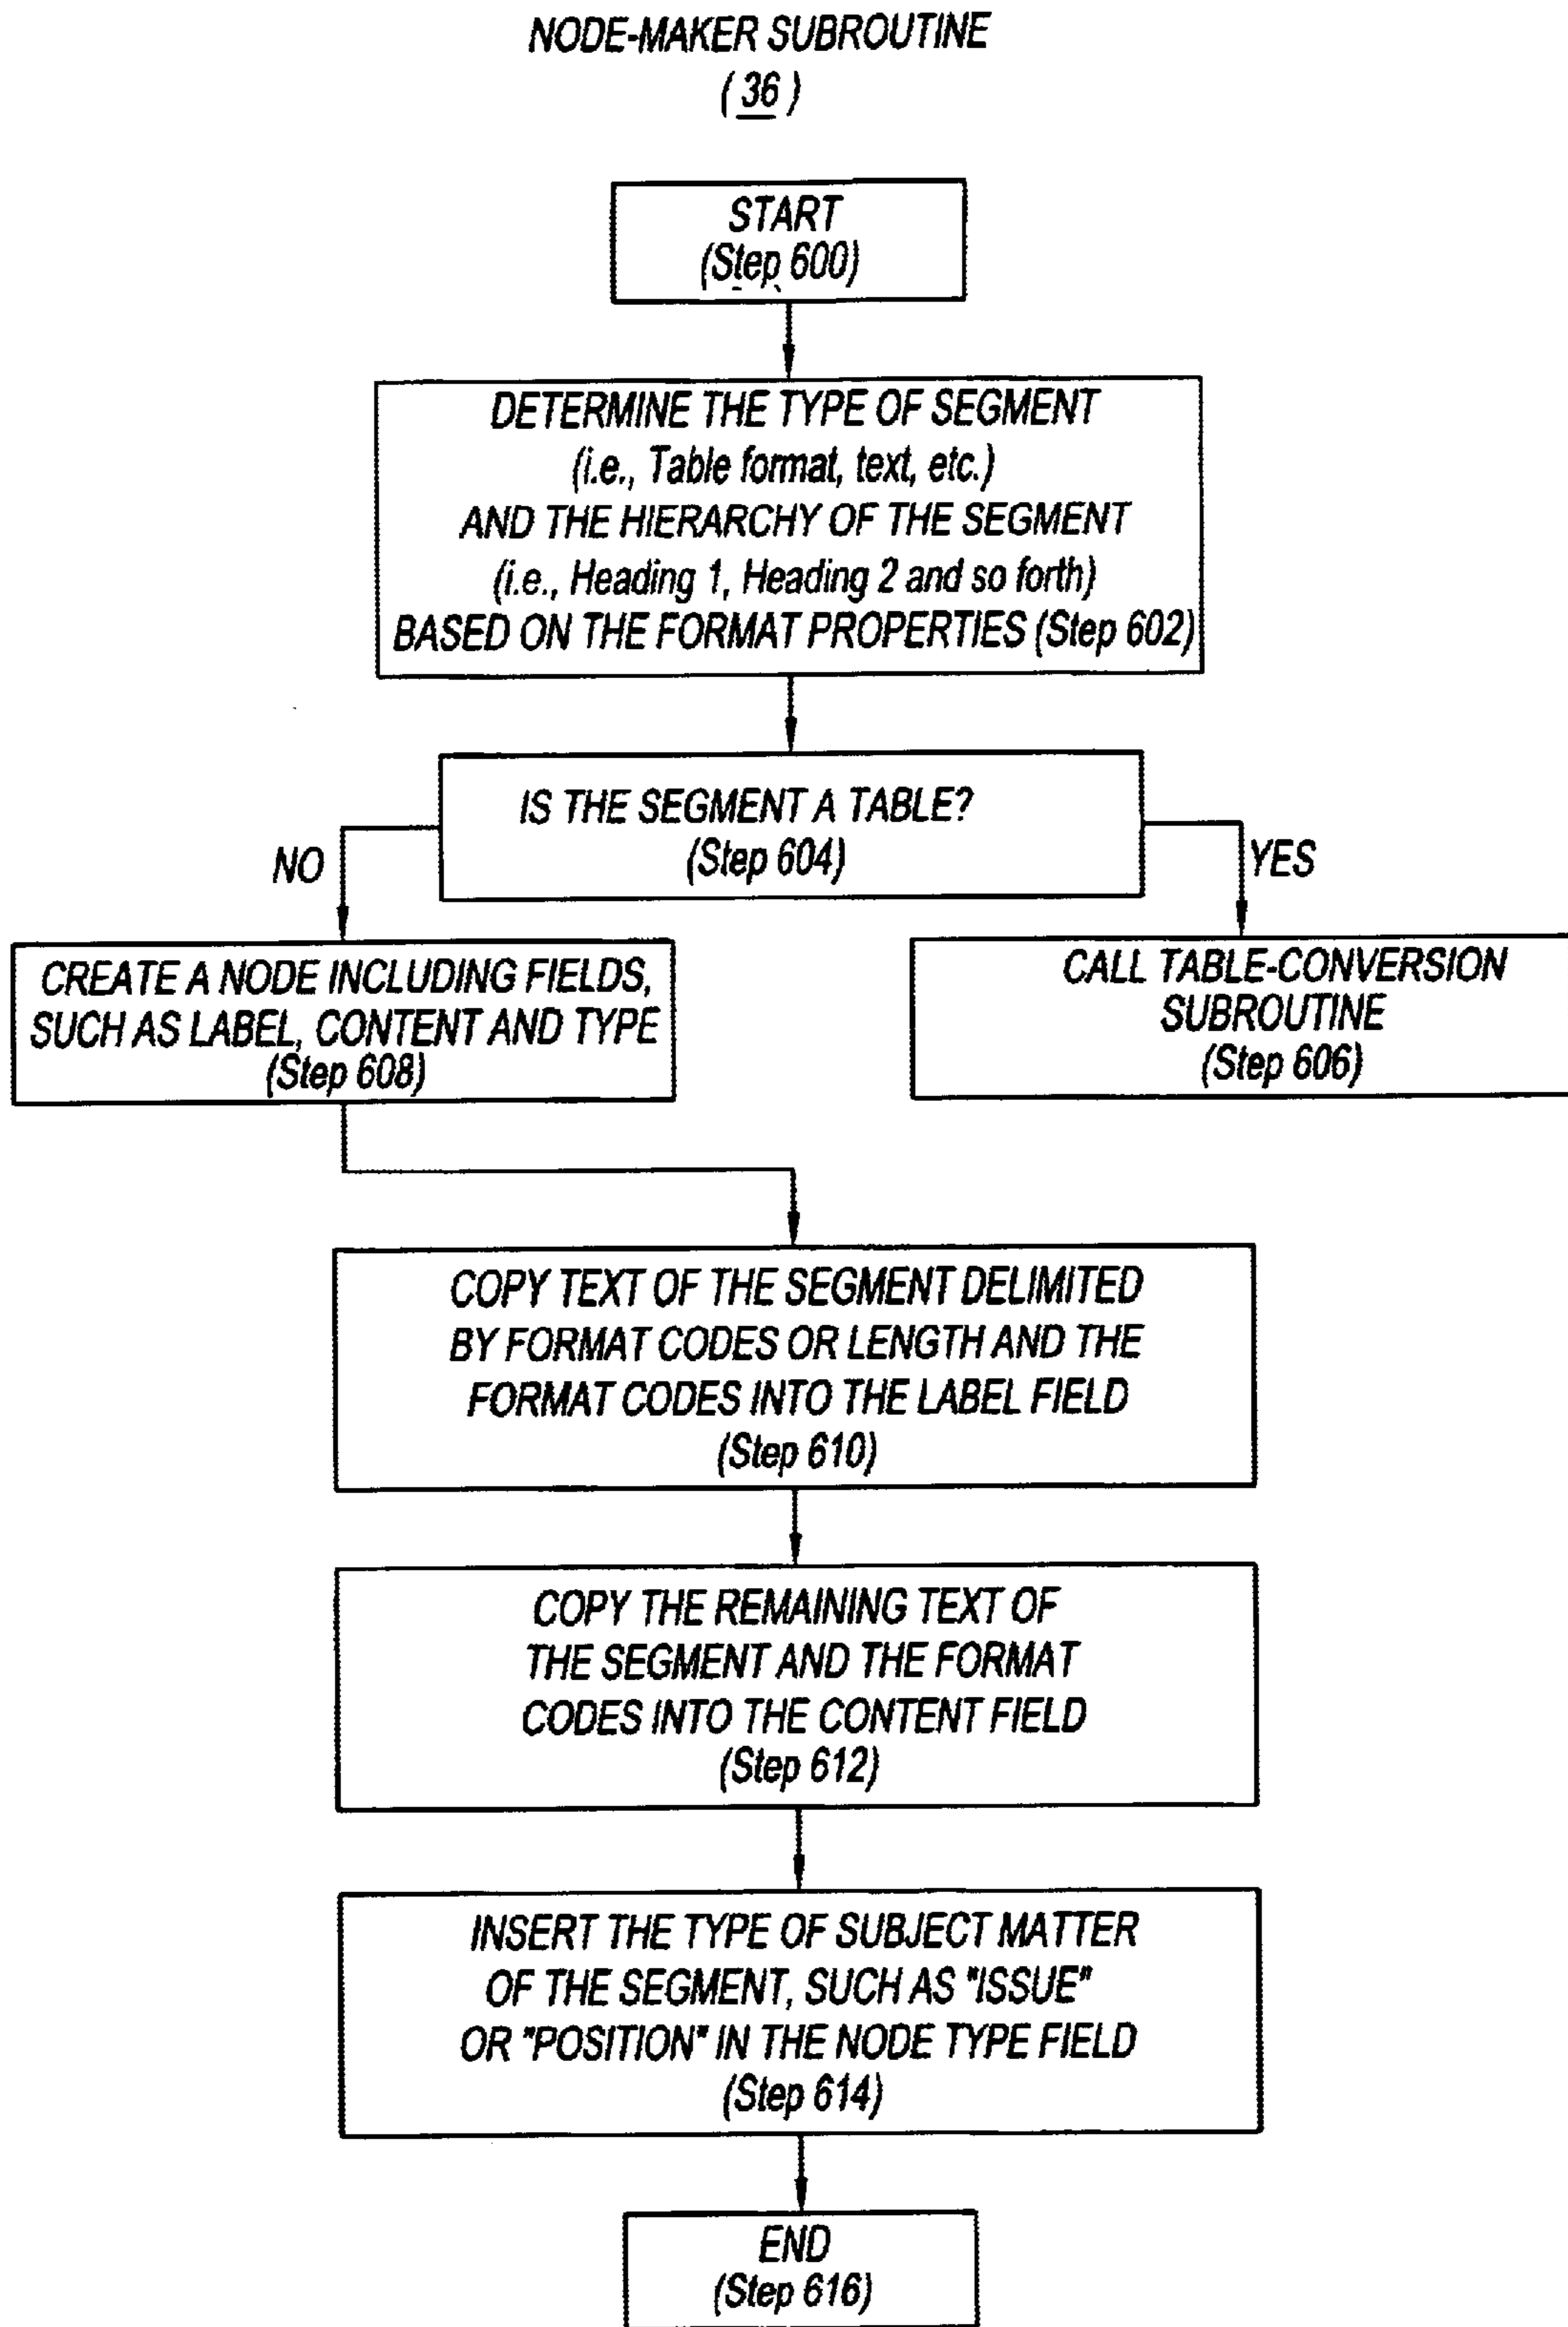 NODE-MAKER SUBROUTINE
(36)
START
(Step 600)
DETERMINE THE TYPE OF SEGMENT
(i.e., Table format, text, etc.)
AND THE HIERARCHY OF THE SEGMENT
(i.e., Heading 1, Heading 2 and so forth)
BASED ON THE FORMAT PROPERTIES (Step 602)
IS THE SEGMENT A TABLE?
(Step 604)
NO
YES
CREATE A NODE INCLUDING FIELDS,
SUCH AS LABEL, CONTENT AND TYPE
(Step 608)
CALL TABLE-CONVERSION
SUBROUTINE
(Step 606)
COPY TEXT OF THE SEGMENT DELIMITED
BY FORMAT CODES OR LENGTH AND THE
FORMAT CODES INTO THE LABEL FIELD
(Step 610)
COPY THE REMAINING TEXT OF
THE SEGMENT AND THE FORMAT
CODES INTO THE CONTENT FIELD
(Step 612)
INSERT THE TYPE OF SUBJECT MATTER
OF THE SEGMENT, SUCH AS "ISSUE"
OR "POSITION" IN THE NODE TYPE FIELD
(Step 614)
END
(Step 616)